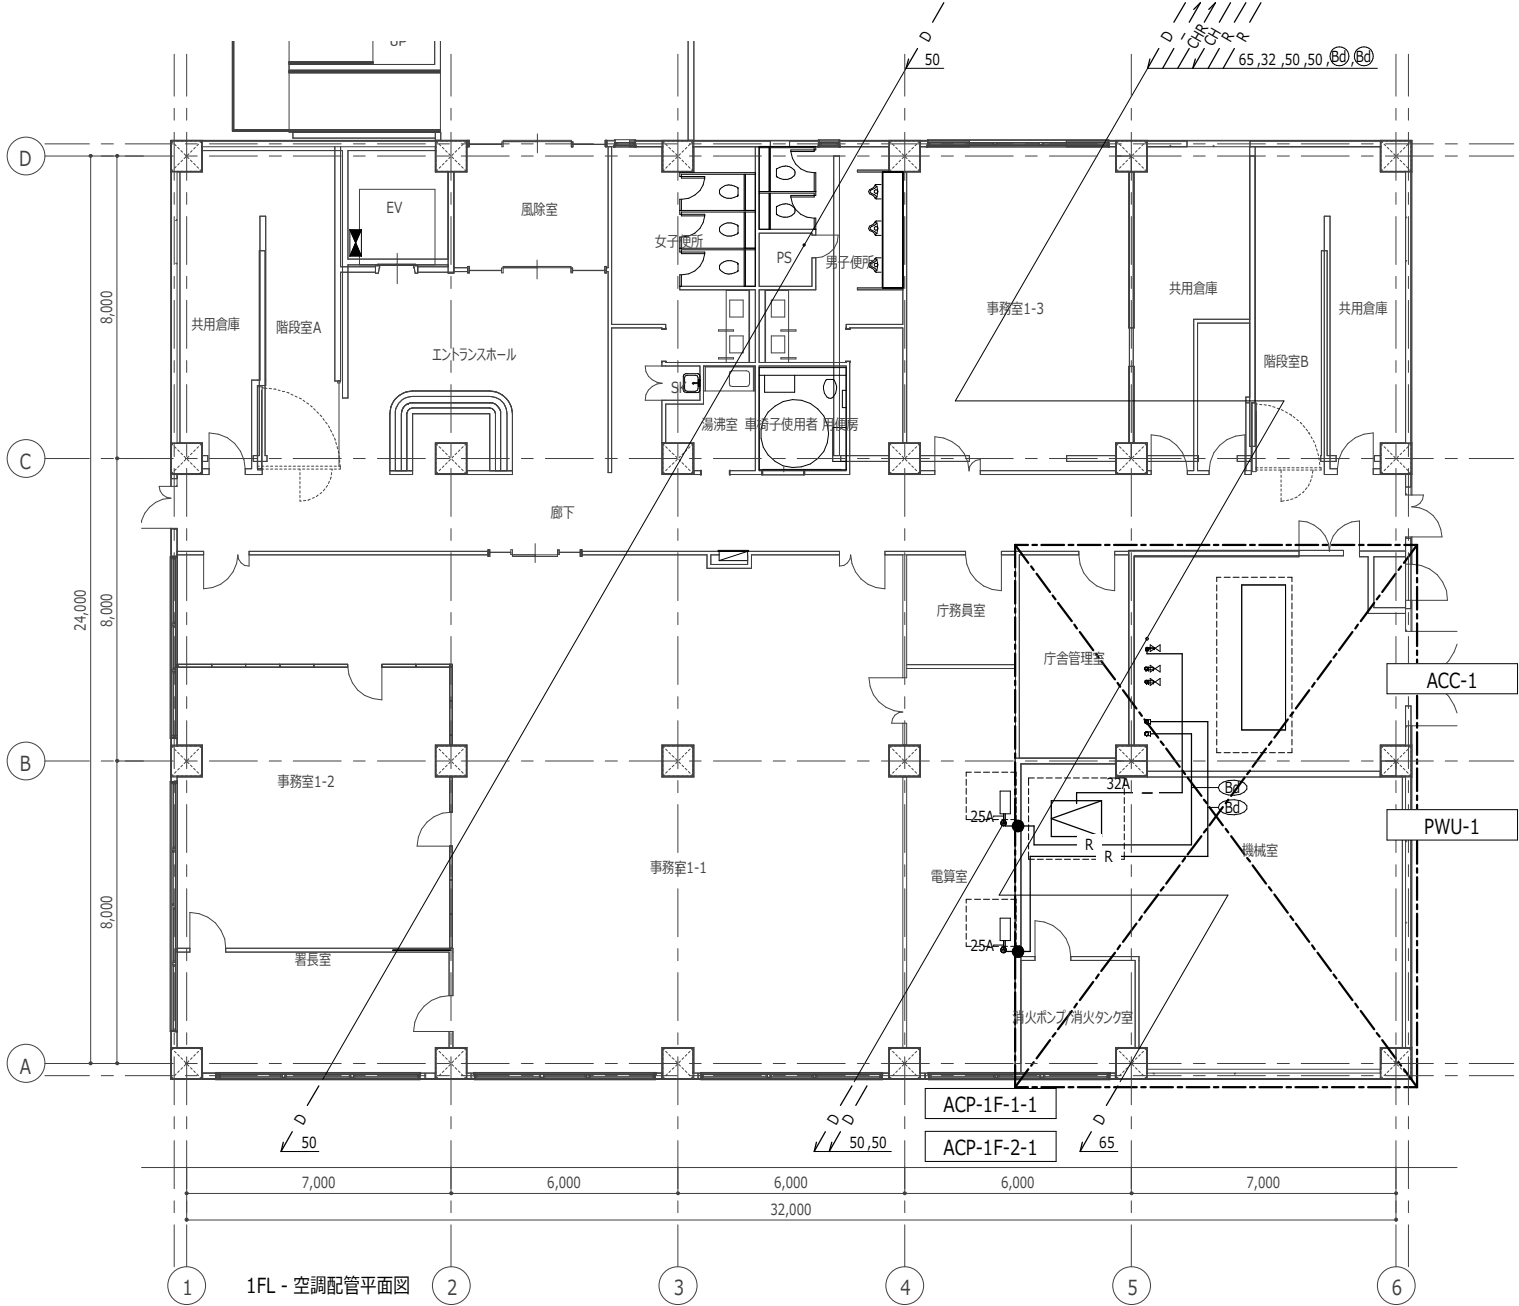 UP
D
50
D
CHR
CH
R
R
65 ,32 ,50 ,50 ,Bd ,Bd
D
EV
風除室
女子便所
PS
男子便所
共用倉庫
共用倉庫
事務室1-3
8,000
共用倉庫
階段室A
エントランスホール
階段室B
SK
湯沸室
車椅子使用者 用便房
C
廊下
24,000
8,000
庁務員室
庁舎管理室
ACC-1
B
事務室1-2
32A
Bd
Bd
25A
PWU-1
R
R
機械室
事務室1-1
電算室
8,000
25A
署長室
消火ポンプ/消火タンク室
A
ACP-1F-1-1
D
50
D
D
50 ,50
ACP-1F-2-1
D
65
7,000
6,000
6,000
6,000
7,000
32,000
1
1FL - 空調配管平面図
2
3
4
5
6